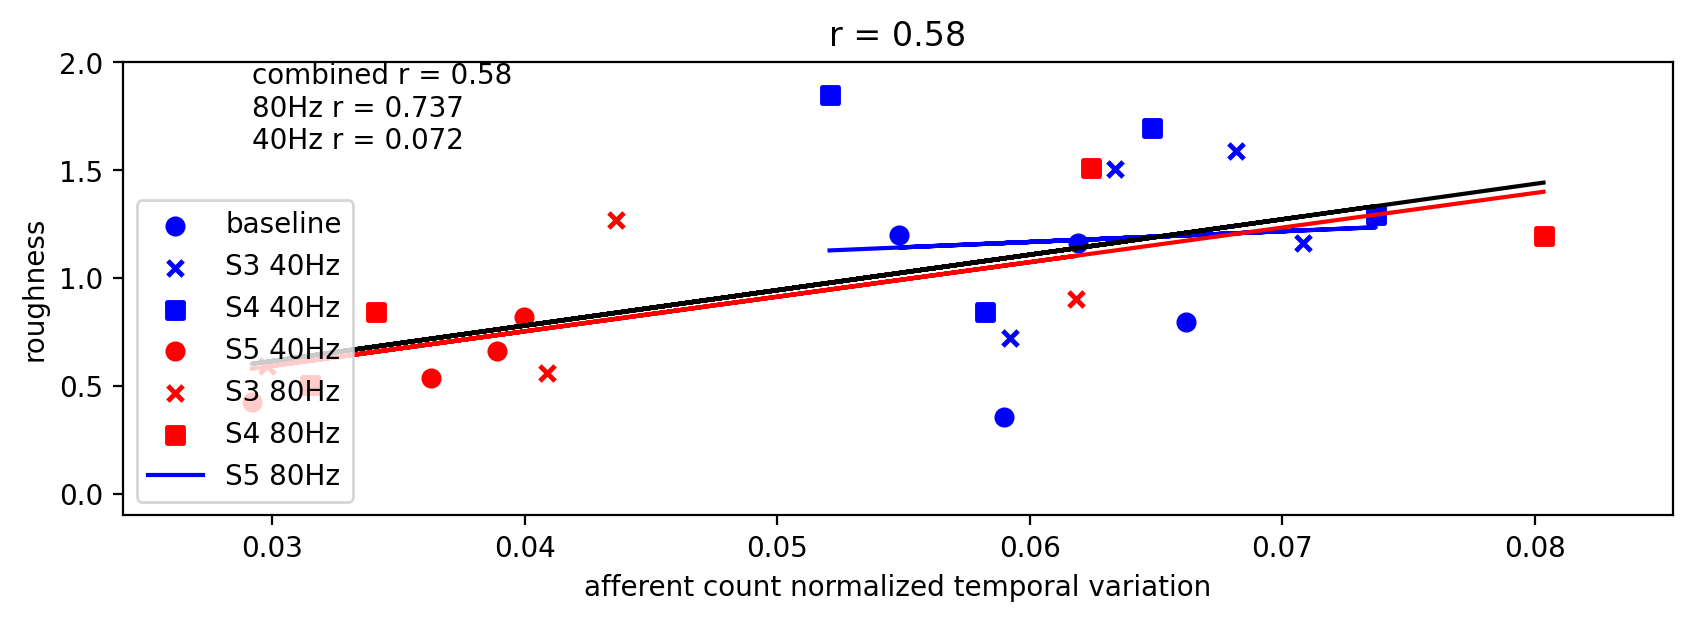 r = 0.58
combined r = 0.58
80Hz r = 0.737
40Hz r = 0.072
2.0
1.5
1.0
0.5
0.0
roughness
baseline
S3 40Hz
S4 40Hz
S5 40Hz
S3 80Hz
S4 80Hz
S5 80Hz
0.03 0.04 0.05 0.06 0.07 0.08
afferent count normalized temporal variation